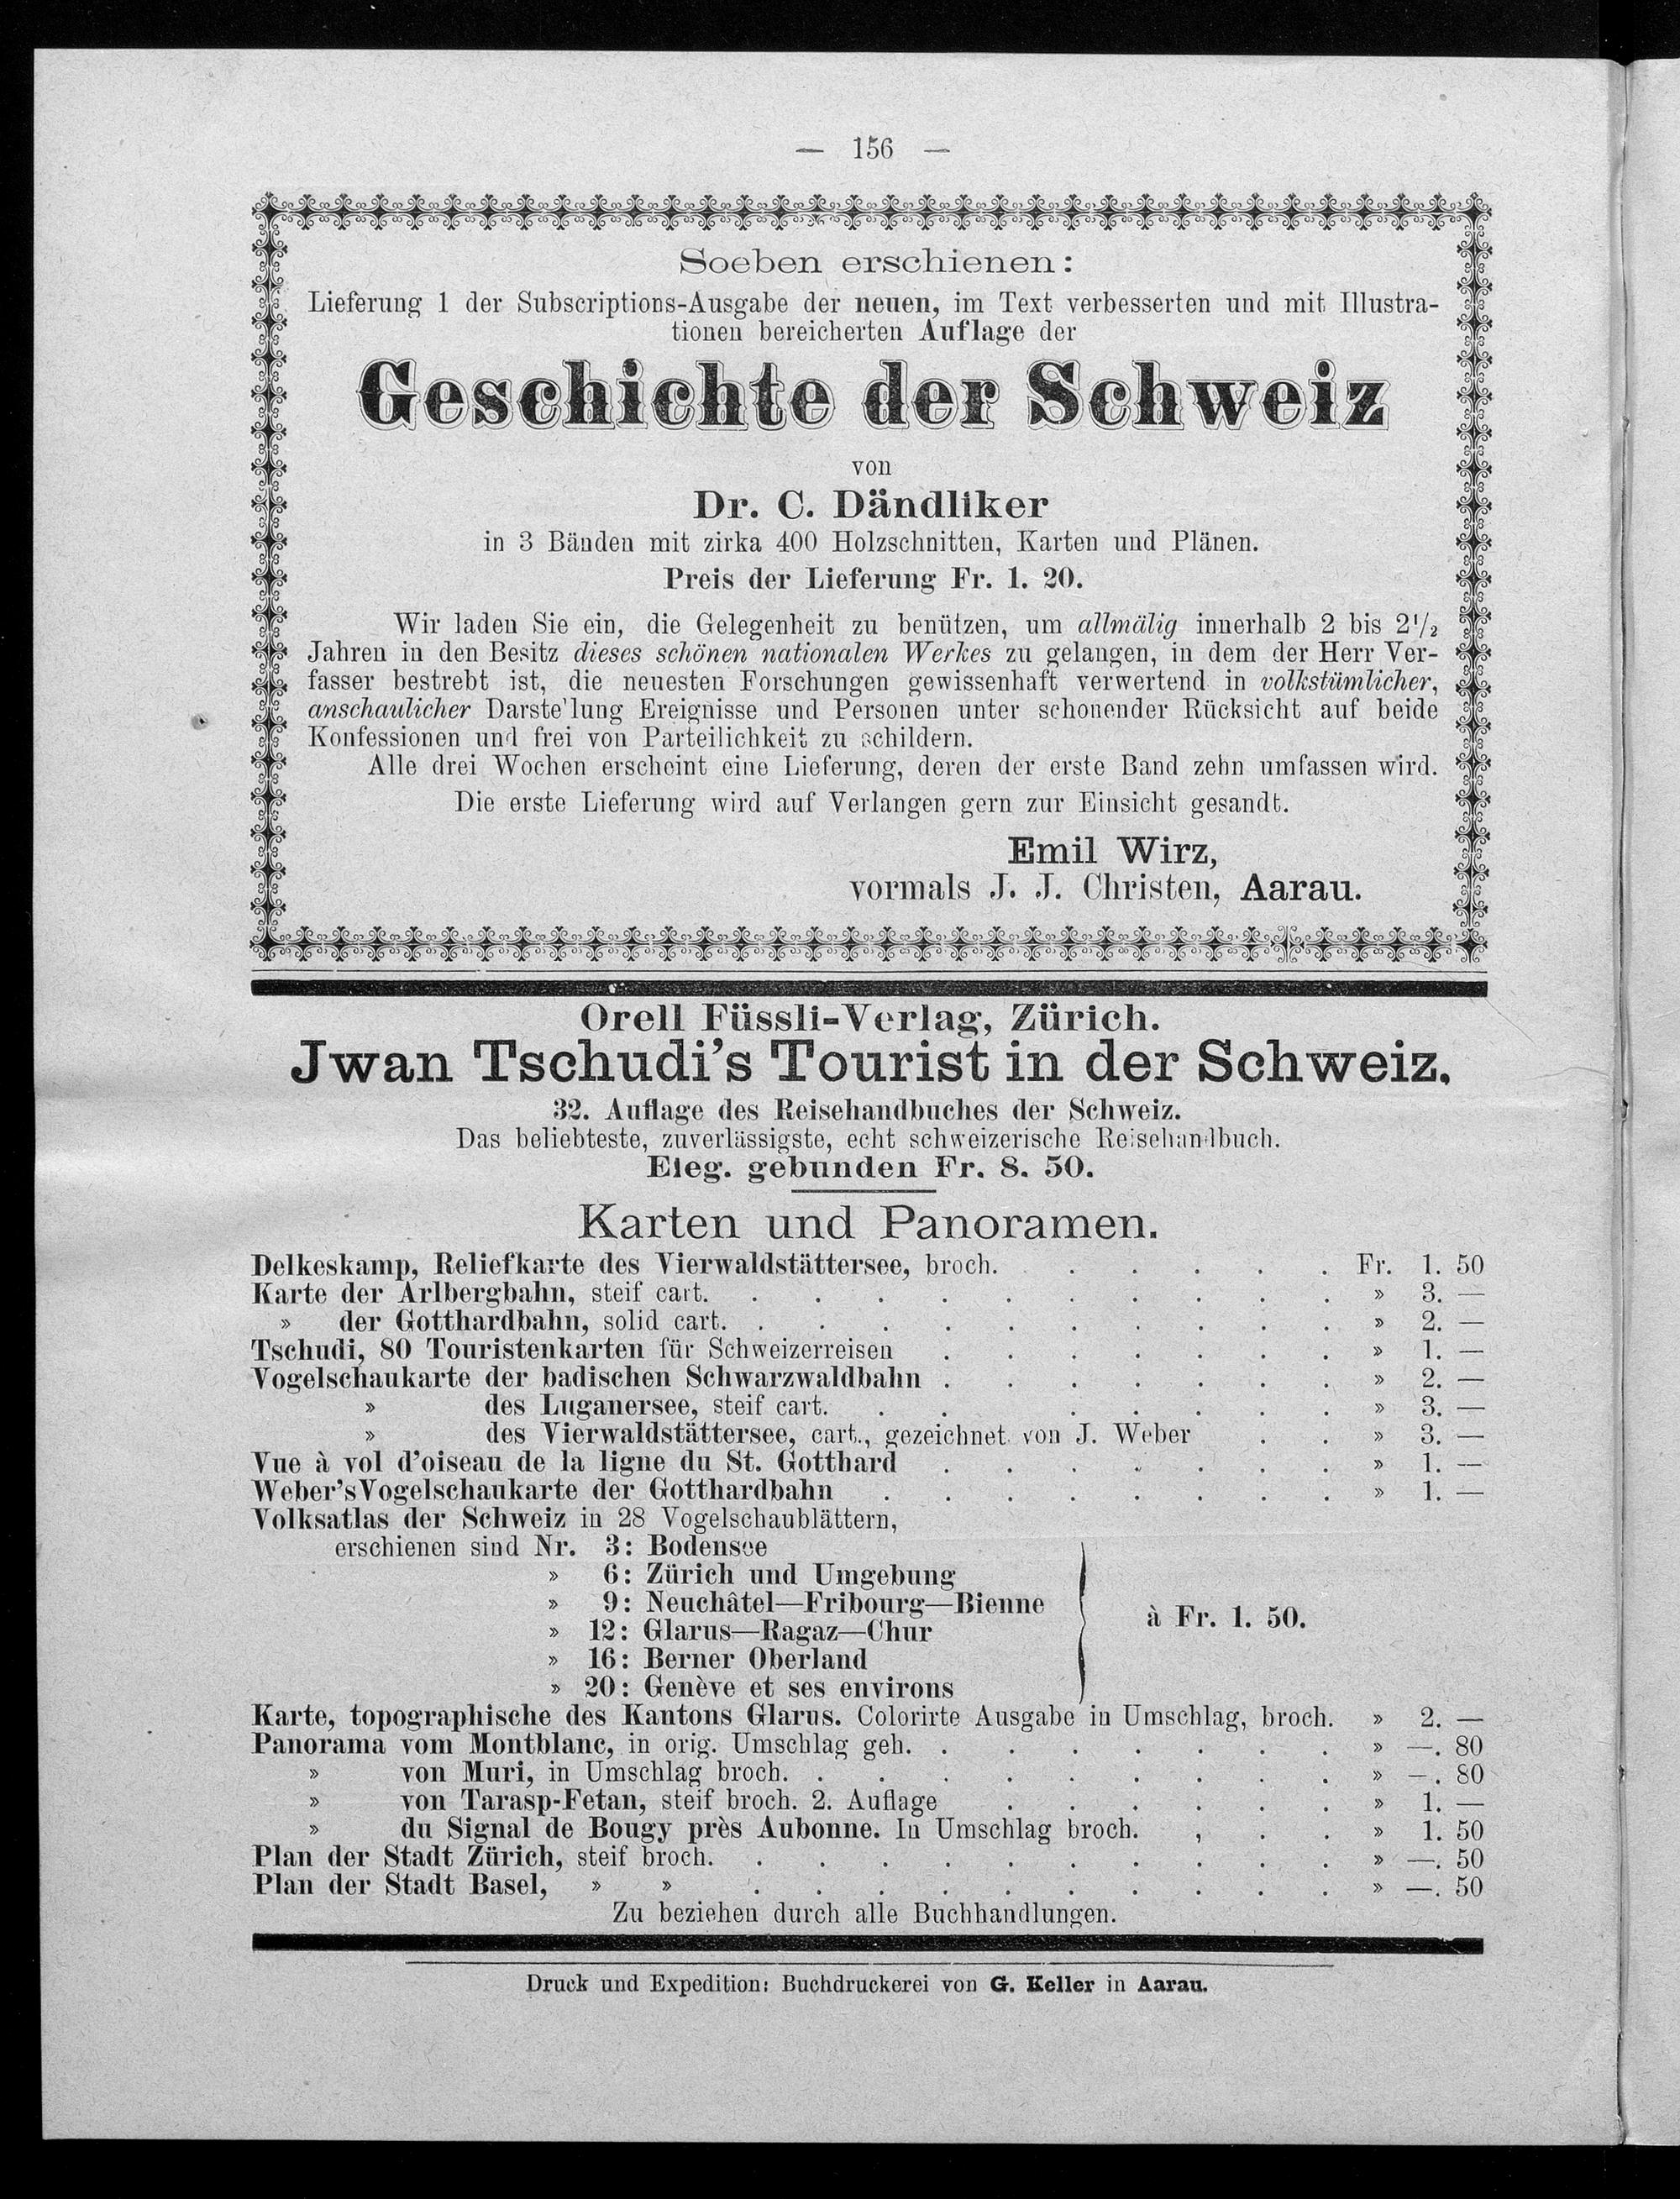 — 156 —
Soeben erschienen:
Lieferung 1 der Subscriptions-Ausgabe der neuen, im Text verbesserten und mit Illustra-
tionen bereicherten Auflage der
Geschichte der Schweiz
von
Dr. C. Dändliker
in 3 Bänden mit zirka 400 Holzschnitten, Karten und Plänen.
Preis der Lieferung Fr. 1. 20.
Wir laden Sie ein, die Gelegenheit zu benützen, um allmälig innerhalb 2 bis 2 1/2
Jahren in den Besitz dieses schönen nationalen Werkes zu gelangen, in dem der Herr Ver-
fasser bestrebt ist, die neuesten Forschungen gewissenhaft verwertend in volkstümlicher,
anschaulicher Darste'lung Ereignisse und Personen unter schonender Rücksicht auf beide
Konfessionen und frei von Parteilichkeit zu schildern.
Alle drei Wochen erscheint eine Lieferung, deren der erste Band zehn umfassen wird.
Die erste Lieferung wird auf Verlangen gern zur Einsicht gesandt.
Emil Wirz,
vormals J. J. Christen, Aarau.
Orell Füssli-Verlag, Zürich.
Jwan Tschudi's Tourist in der Schweiz.
32. Auflage des Reisehandbuches der Schweiz.
Das beliebteste, zuverlässigste, echt schweizerische Reisehandbuch.
Eleg. gebunden Fr. 8. 50.
Karten und Panoramen.
Delkeskamp, Reliefkarte des Vierwaldstättersee, broch. . . . . . Fr. 1. 50
Karte der Arlbergbahn, steif cart. . . . . . . . . . . » 3. —
» der Gotthardbahn, solid cart. . . . . . . . . . . » 2. —
Tschudi, 80 Touristenkarten für Schweizerreisen . . . . . . . » 1. —
Vogelschaukarte der badischen Schwarzwaldbahn . . . . . . . » 2. —
» des Luganersee, steif cart. . . . . . . . » 3. —
» des Vierwaldstättersee, cart., gezeichnet von J. Weber . . » 3. —
Vue à vol d'oiseau de la ligne du St. Gotthard . . . . . . . » 1. —
Weber's Vogelschaukarte der Gotthardbahn . . . . . . . . » 1. —
Volksatlas der Schweiz in 28 Vogelschaublättern,
erschienen sind Nr. 3: Bodensee
» 6: Zürich und Umgebung
» 9: Neuchâtel—Fribourg—Bienne
à Fr. 1. 50.
» 12: Glarus—Ragaz—Chur
» 16: Berner Oberland
» 20: Genève et ses environs
Karte, topographische des Kantons Glarus. Colorirte Ausgabe in Umschlag, broch. » 2. —
Panorama vom Montblanc, in orig. Umschlag geh. . . . . . . . » —. 80
» von Muri, in Umschlag broch. . . . . . . . . . » —. 80
» von Tarasp-Fetan, steif broch. 2. Auflage . . . . . . » 1. —
» du Signal de Bougy près Aubonne. In Umschlag broch. , . . » 1. 50
Plan der Stadt Zürich, steif broch. . . . . . . . . . . » —. 50
Plan der Stadt Basel, » » . . . . . . . . . . » —. 50
Zu beziehen durch alle Buchhandlungen.
Druck und Expedition: Buchdruckerei von G. Keller in Aarau.